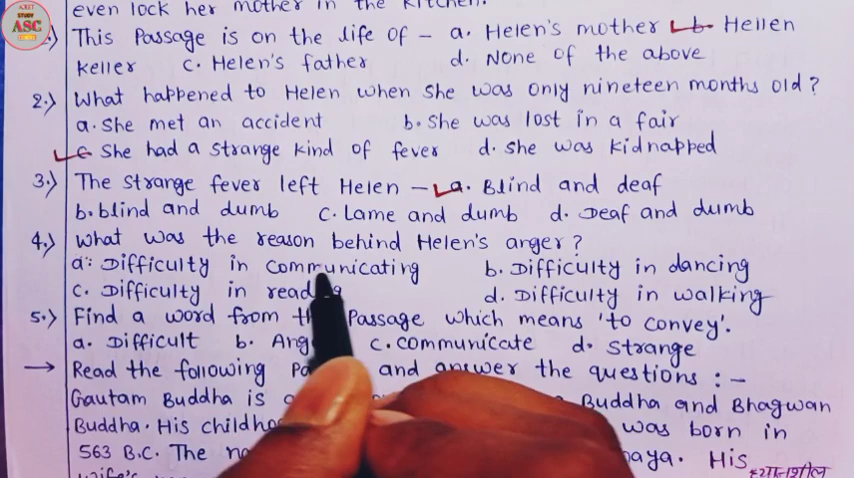 AXIT
STUDY
ASC
even lock her mother in the kitchen.
.) This Passage is on the life of - a. Helen's mother b. Hellen
Keller c. Helen's father d. None of the above
2.) What happened to Helen when she was only nineteen months old?
a. She met an accident b. She was lost in a fair
c. She had a strange kind of fever d. She was kidnapped
3.) The strange fever left Helen - a. Blind and deaf
b. blind and dumb c. Lame and dumb d. Deaf and dumb
4.) What was the reason behind Helen's anger?
a. Difficulty in communicating b. Difficulty in dancing
c. Difficulty in d. Difficulty in walking
5.) Find a word from Passage which means 'to convey'.
a. Difficult b. c. communicate d. strange
→ Read the following and answer the questions :-
Gautam Buddha is Buddha and Bhagwan
Buddha. His was born in
563 B.C. The His